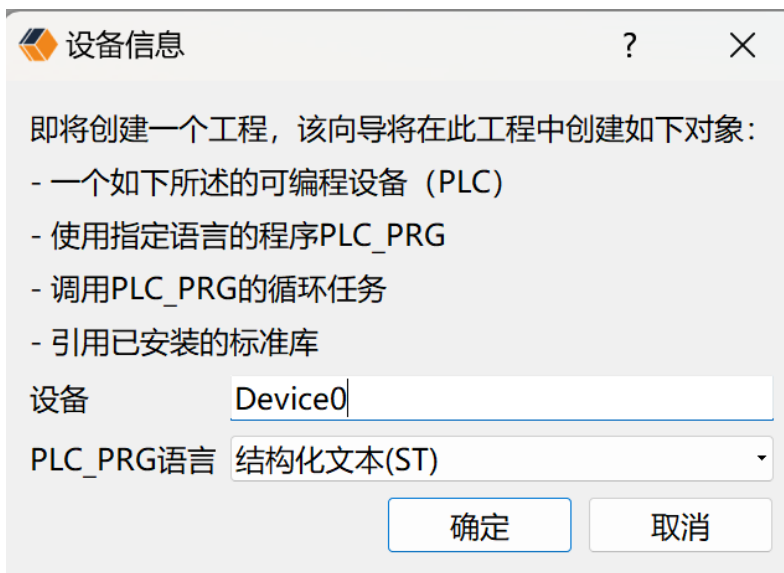 设备信息
?
即将创建一个工程，该向导将在此工程中创建如下对象：
- 一个如下所述的可编程设备（PLC）
- 使用指定语言的程序PLC_PRG
- 调用PLC_PRG的循环任务
- 引用已安装的标准库
设备 Device0
PLC_PRG语言 结构化文本(ST)
确定 取消